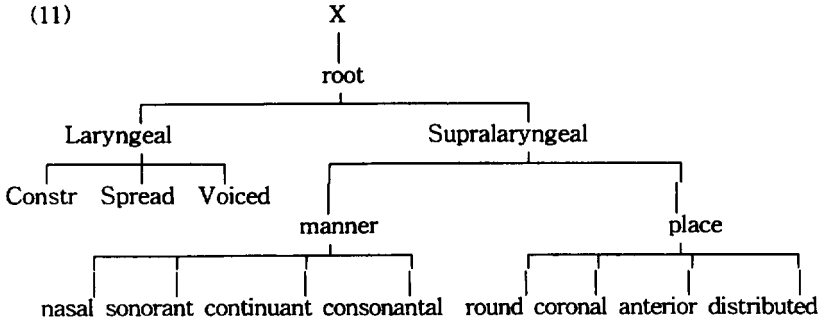 (11) X
root
Laryngeal Supralaryngeal
Constr Spread Voiced
manner place
nasal sonorant continuant consonantal round coronal anterior distributed